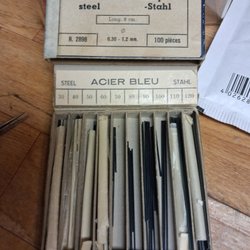 steel -Stahl
Long. 8 cm.
B. 2898 0.30 - 1.2 mm. 100 pièces
STEEL ACIER BLEU STAHL
30 40 50 60 70 80 90 100 110 120